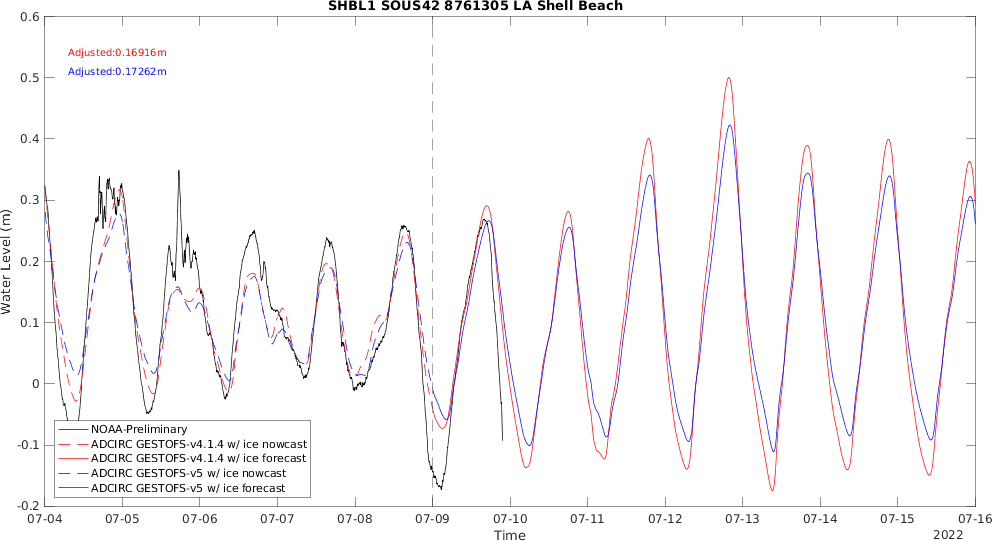 SHBL1 SOUS42 8761305 LA Shell Beach
0.6
Adjusted:0.16916m
Adjusted:0.17262m
0.5
0.4
0.3
0.2
0.1
0
-0.1
-0.2
Water Level (m)
NOAA-Preliminary
ADCIRC GESTOFS-v4.1.4 w/ ice nowcast
ADCIRC GESTOFS-v4.1.4 w/ ice forecast
ADCIRC GESTOFS-v5 w/ ice nowcast
ADCIRC GESTOFS-v5 w/ ice forecast
07-04 07-05 07-06 07-07 07-08 07-09 07-10 07-11 07-12 07-13 07-14 07-15 07-16
Time
2022